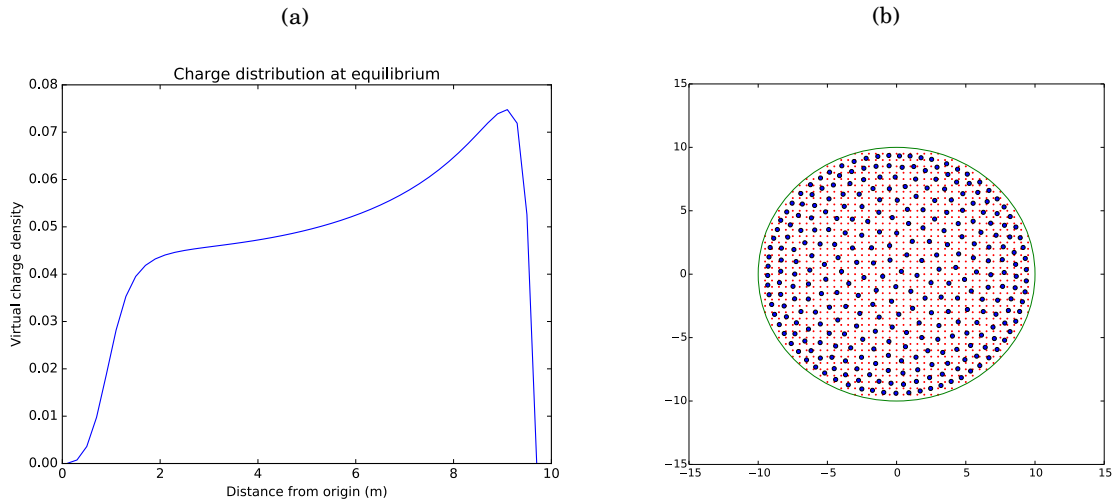 (a)
(b)
Charge distribution at equilibrium
0.08
0.07
0.06
0.05
0.04
0.03
0.02
0.01
0.00
Virtual charge density
0 2 4 6 8 10
Distance from origin (m)
15
10
5
0
−5
−10
−15
−15 −10 −5 0 5 10 15